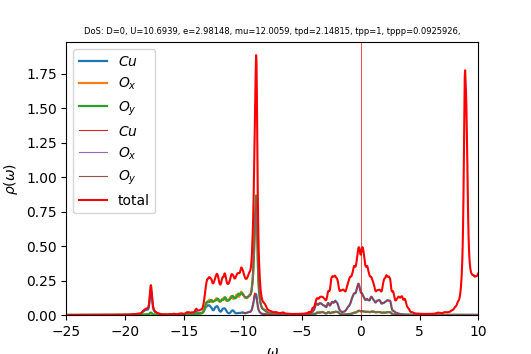 DoS: D=0, U=10.6939, e=2.98148, mu=12.0059, tpd=2.14815, tpp=1, tppp=0.0925926,
ρ(ω)
1.75
1.50
1.25
1.00
0.75
0.50
0.25
0.00
Cu
Oₓ
O_y
Cu
Oₓ
O_y
total
−25 −20 −15 −10 −5 0 5 10
ω